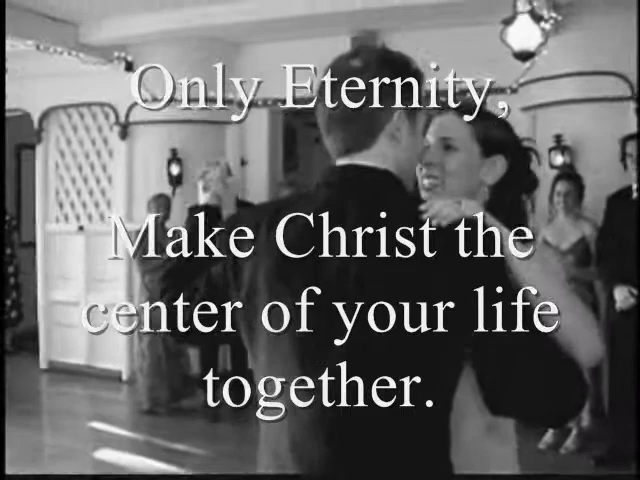 Only Eternity,
Make Christ the
center of your life
together.